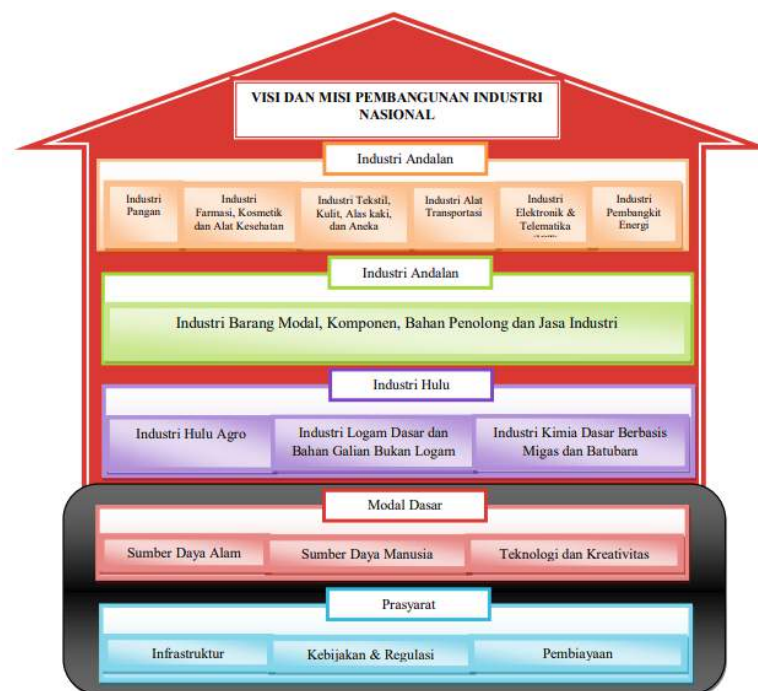 VISI DAN MISI PEMBANGUNAN INDUSTRI
NASIONAL
Industri Andalan
Industri
Pangan
Industri
Farmasi, Kosmetik
dan Alat Kesehatan
Industri Tekstil,
Kulit, Alas kaki,
dan Aneka
Industri Alat
Transportasi
Industri
Elektronik &
Telematika
Industri
Pembangkit
Energi
Industri Andalan
Industri Barang Modal, Komponen, Bahan Penolong dan Jasa Industri
Industri Hulu
Industri Hulu Agro
Industri Logam Dasar dan
Bahan Galian Bukan Logam
Industri Kimia Dasar Berbasis
Migas dan Batubara
Modal Dasar
Sumber Daya Alam
Sumber Daya Manusia
Teknologi dan Kreativitas
Prasyarat
Infrastruktur
Kebijakan & Regulasi
Pembiayaan